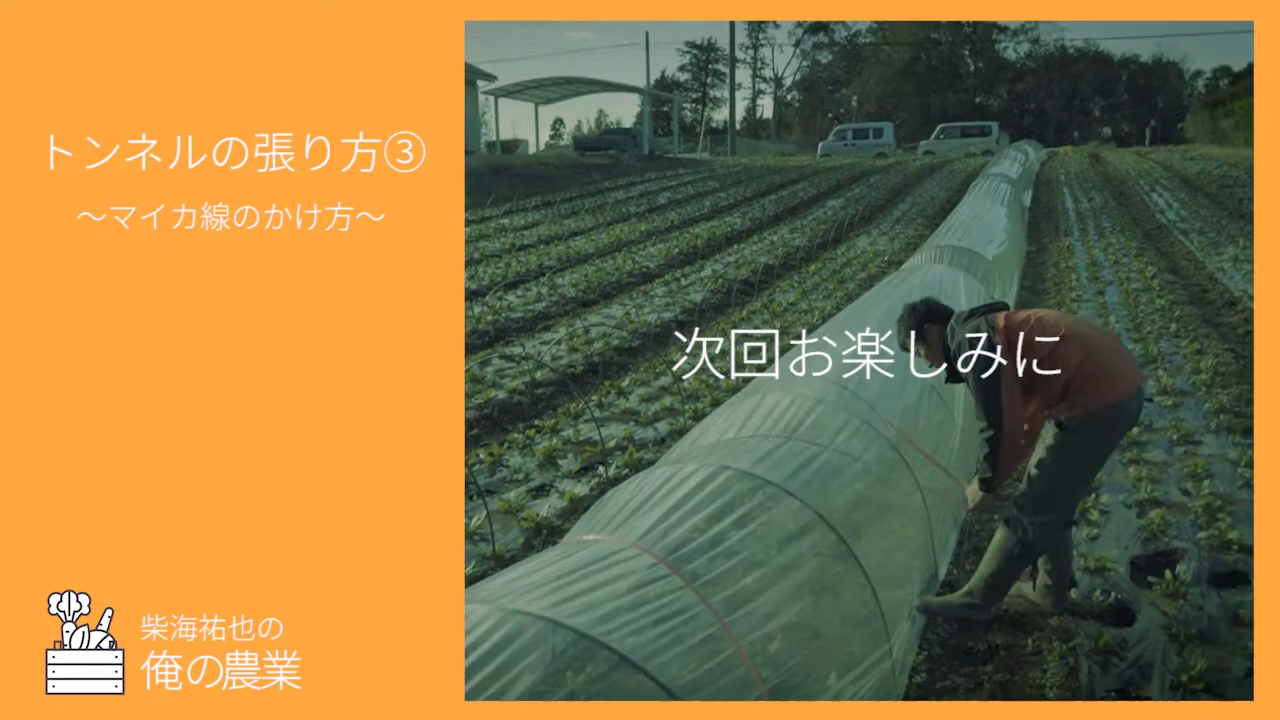 トンネルの張り方③
～マイカ線のかけ方～
次回お楽しみに
柴海祐也の
俺の農業